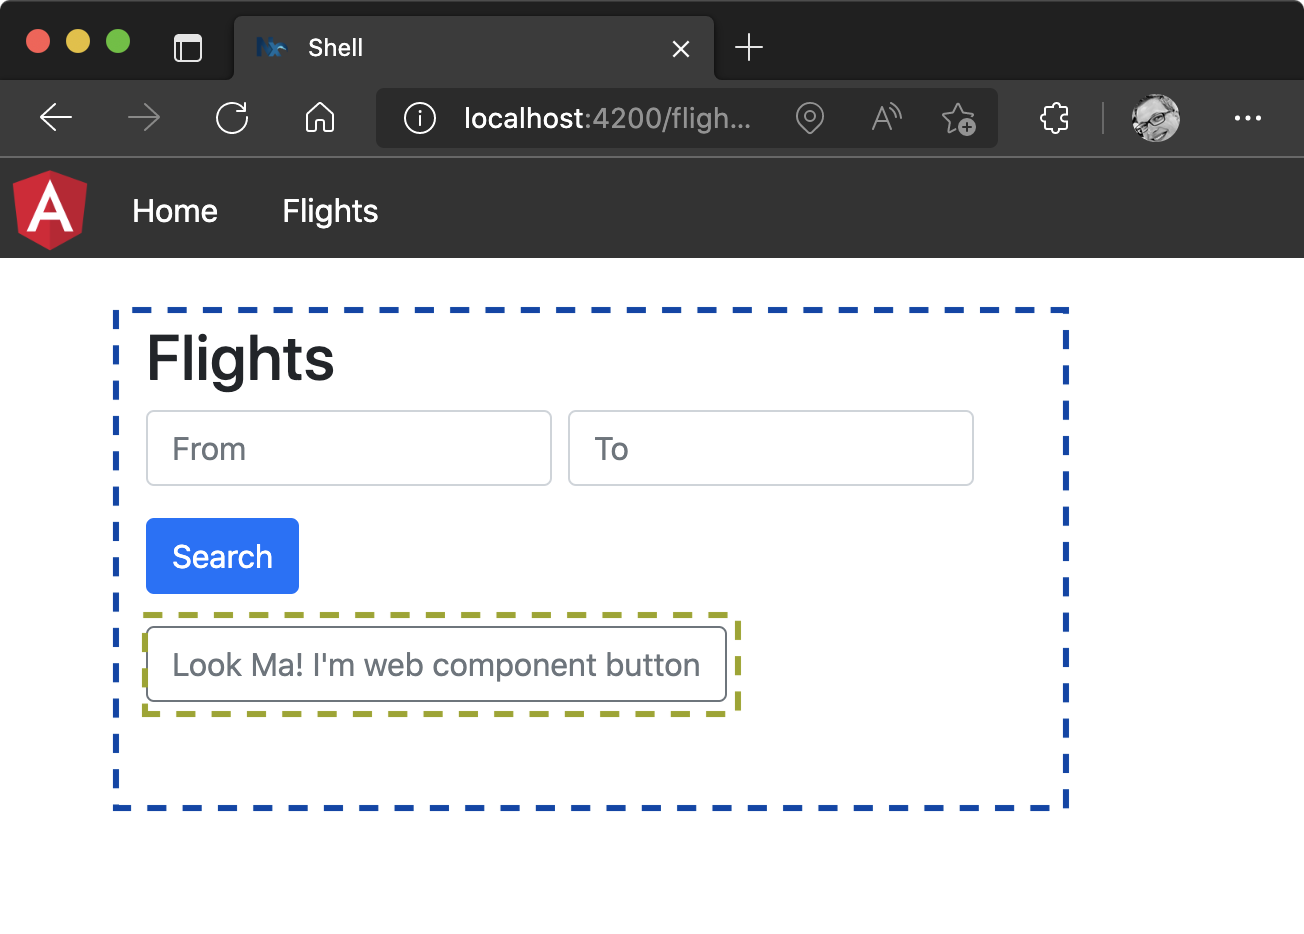 Shell
localhost:4200/fligh...
Home Flights
Flights
From To
Search
Look Ma! I'm web component button